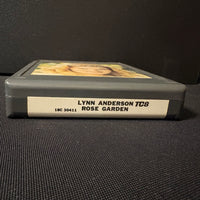 LYNN ANDERSON TC8
18C 30411 ROSE GARDEN